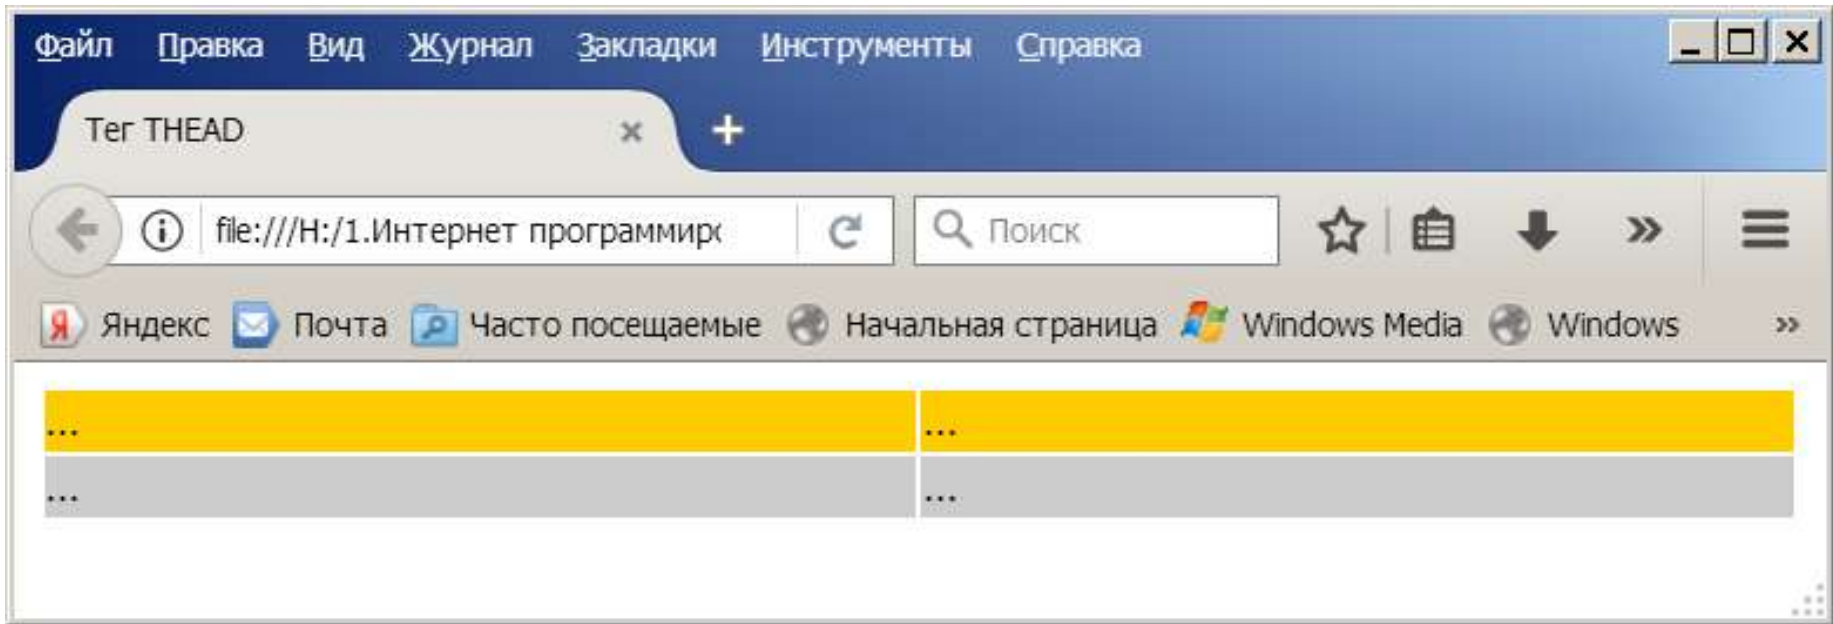 Файл Правка Вид Журнал Закладки Инструменты Справка
Тег THEAD
file:///H:/1.Интернет программирс Поиск
Яндекс Почта Часто посещаемые Начальная страница Windows Media Windows
... ...
... ...